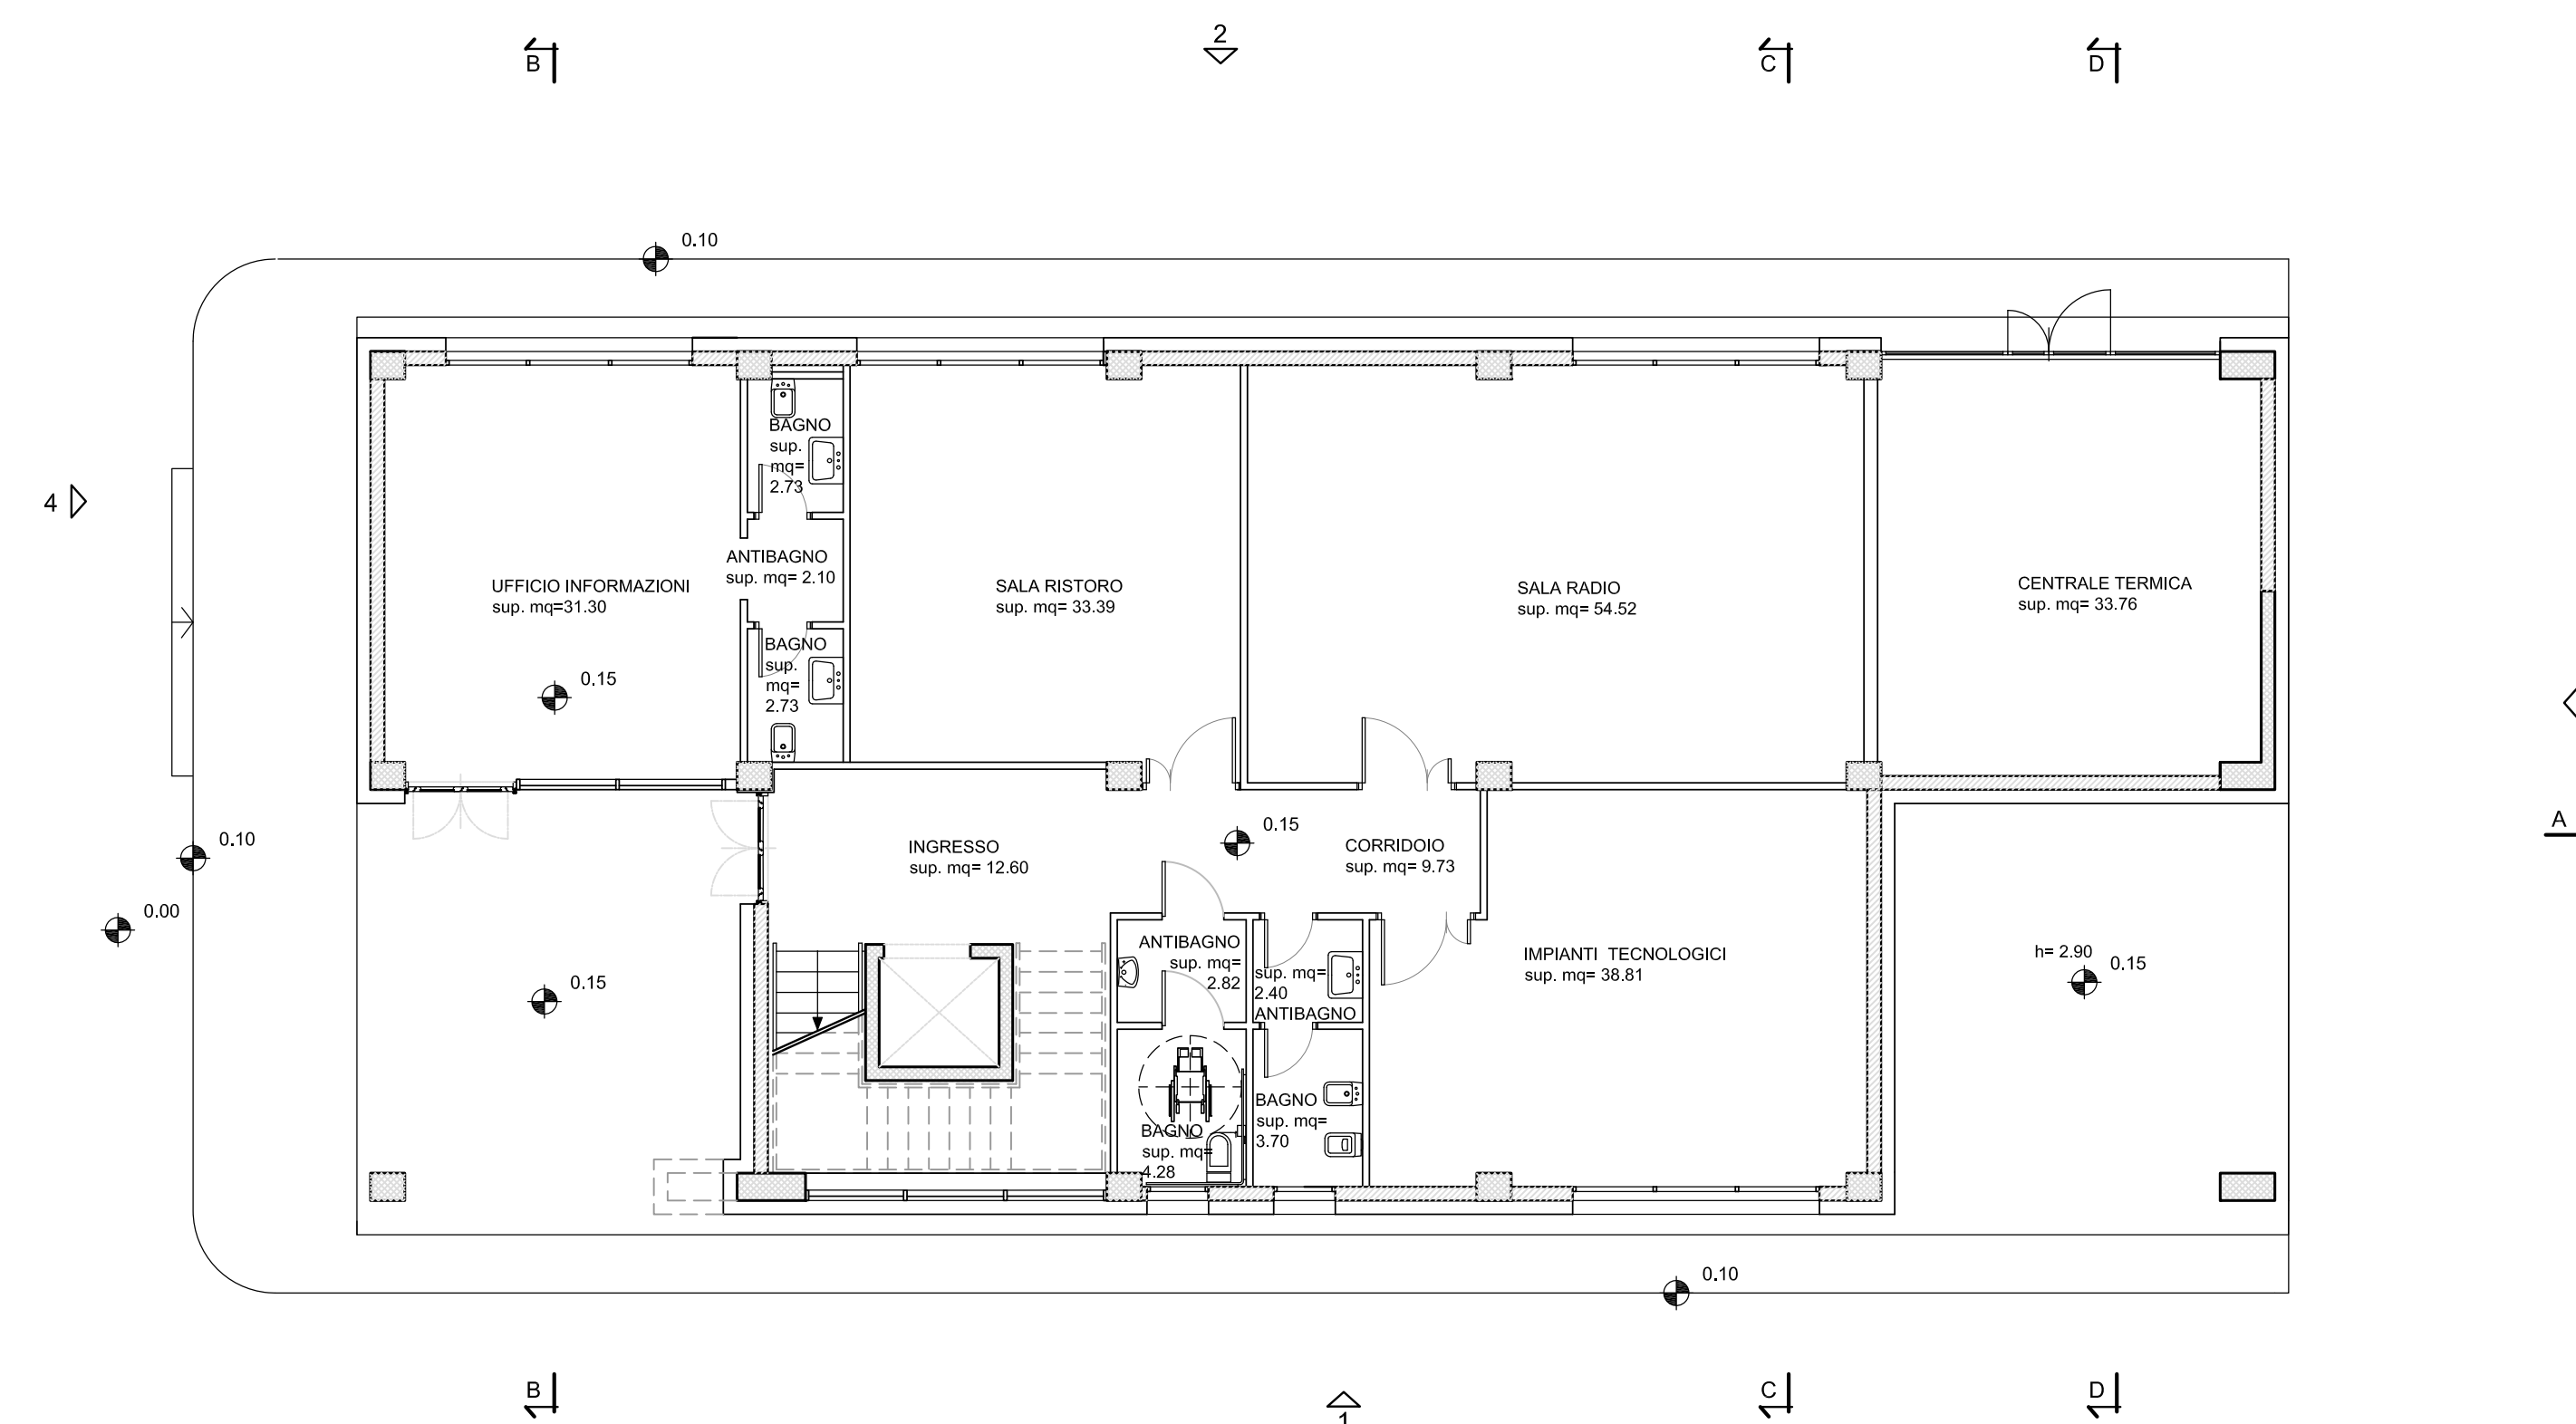 2
B
C
D
0.10
4
BAGNO
sup.
mq=
2.73
ANTIBAGNO
sup. mq= 2.10
UFFICIO INFORMAZIONI
sup. mq=31.30
SALA RISTORO
sup. mq= 33.39
SALA RADIO
sup. mq= 54.52
CENTRALE TERMICA
sup. mq= 33.76
BAGNO
sup.
mq=
2.73
0.15
A
0.10
0.15
INGRESSO
sup. mq= 12.60
CORRIDOIO
sup. mq= 9.73
0.00
0.15
ANTIBAGNO
sup. mq=
2.82
sup. mq=
2.40
ANTIBAGNO
IMPIANTI TECNOLOGICI
sup. mq= 38.81
h= 2.90
0.15
BAGNO
sup. mq=
4.28
BAGNO
sup. mq=
3.70
0.10
B
1
C
D